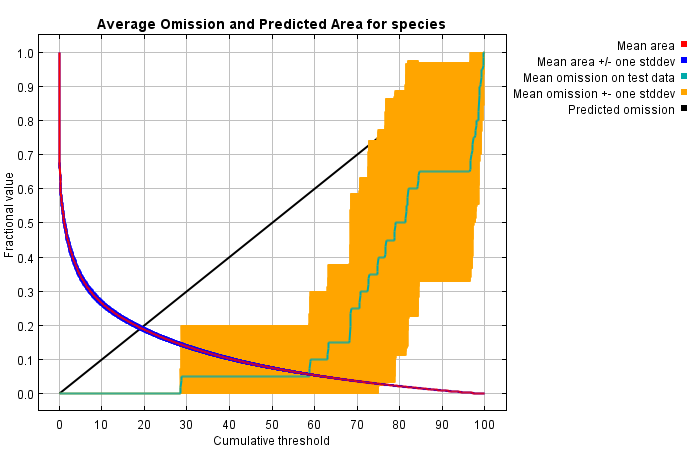 Average Omission and Predicted Area for species
Mean area
Mean area +/- one stddev
Mean omission on test data
Mean omission +- one stddev
Predicted omission
Fractional value
1.0
0.9
0.8
0.7
0.6
0.5
0.4
0.3
0.2
0.1
0.0
0 10 20 30 40 50 60 70 80 90 100
Cumulative threshold